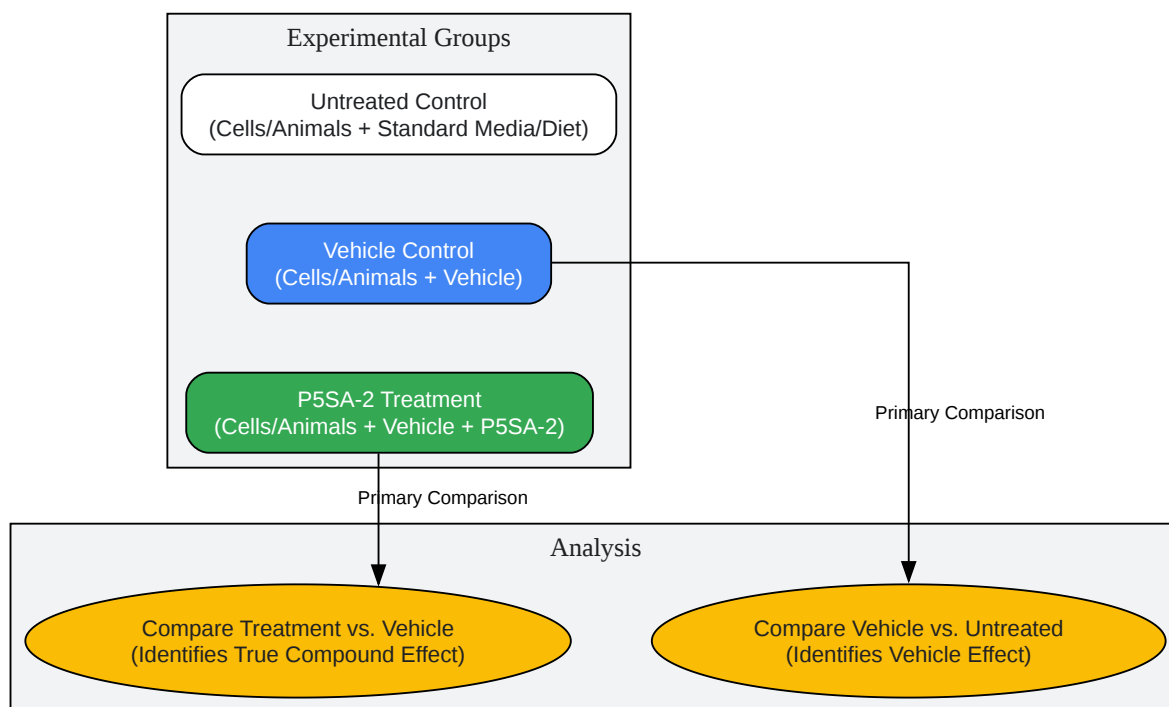 Experimental Groups
Untreated Control
(Cells/Animals + Standard Media/Diet)
Vehicle Control
(Cells/Animals + Vehicle)
P5SA-2 Treatment
(Cells/Animals + Vehicle + P5SA-2)
Primary Comparison
Primary Comparison
Analysis
Compare Treatment vs. Vehicle
(Identifies True Compound Effect)
Compare Vehicle vs. Untreated
(Identifies Vehicle Effect)